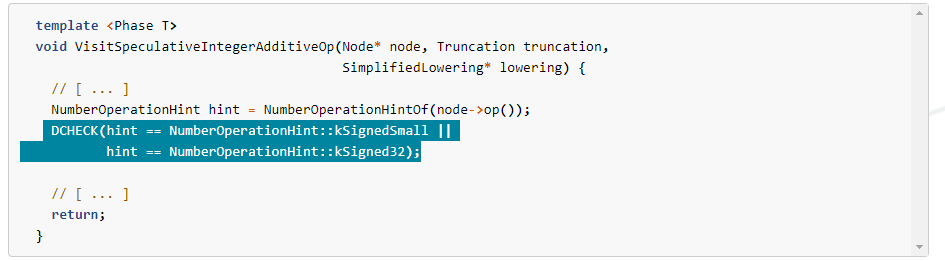 template <Phase T>
void VisitSpeculativeIntegerAdditiveOp(Node* node, Truncation truncation,
                                       SimplifiedLowering* lowering) {
  // [ ... ]
  NumberOperationHint hint = NumberOperationHintOf(node->op());
  DCHECK(hint == NumberOperationHint::kSignedSmall ||
         hint == NumberOperationHint::kSigned32);

  // [ ... ]
  return;
}